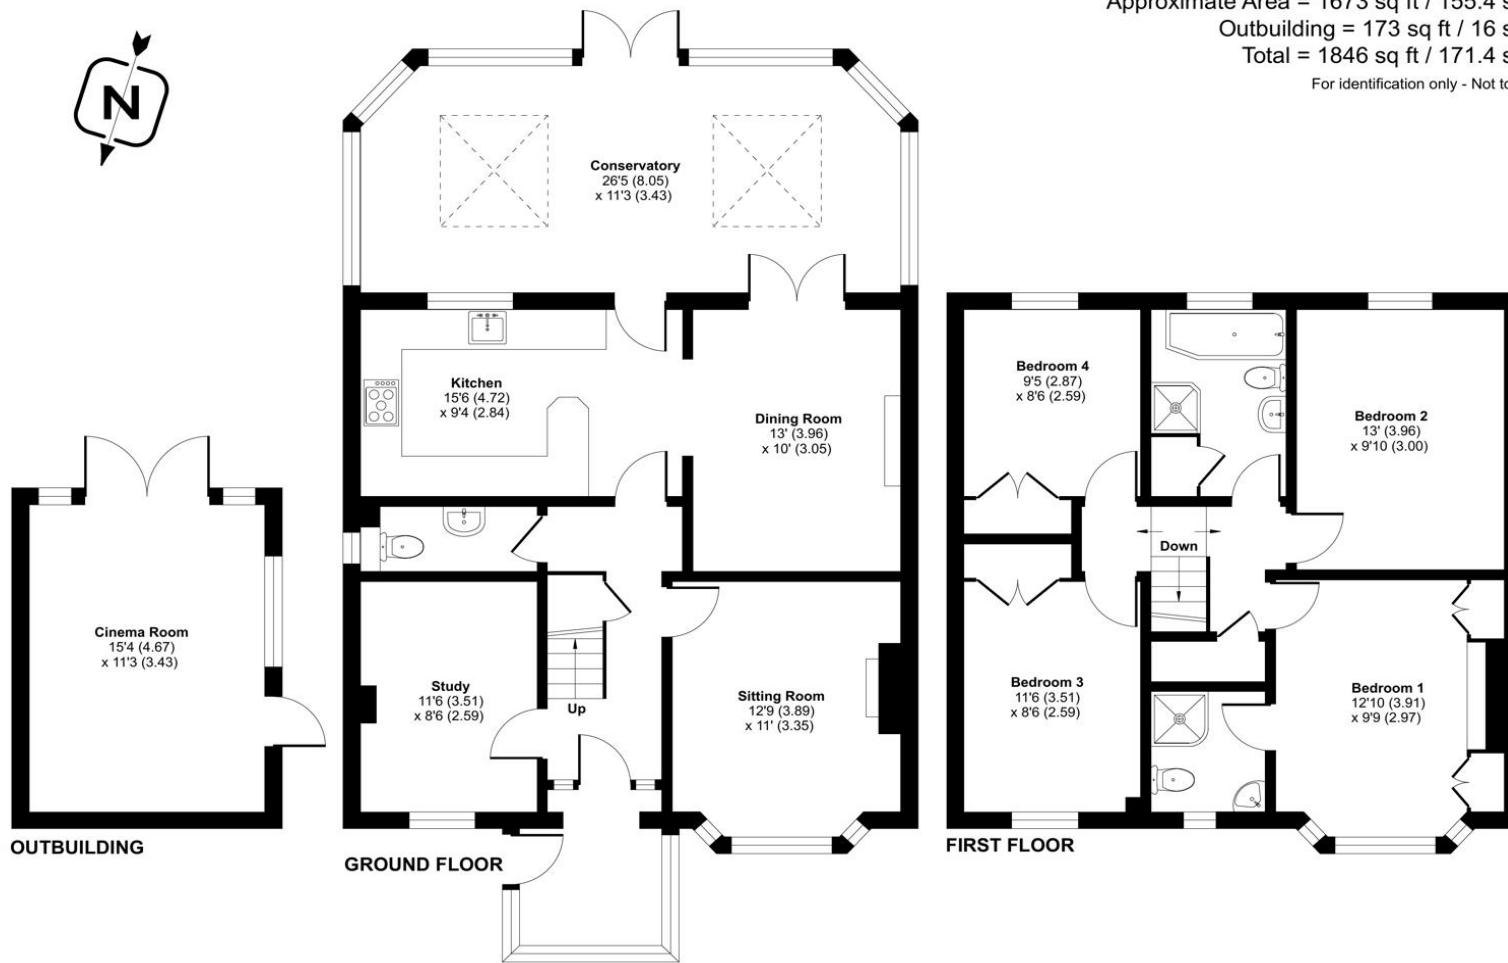 Approximate Area = 1673 sq ft / 155.4 s
Outbuilding = 173 sq ft / 16 s
Total = 1846 sq ft / 171.4 s
For identification only - Not to
N
Conservatory
26'5 (8.05)
x 11'3 (3.43)
Kitchen
15'6 (4.72)
x 9'4 (2.84)
Dining Room
13' (3.96)
x 10' (3.05)
Bedroom 4
9'5 (2.87)
x 8'6 (2.59)
Bedroom 2
13' (3.96)
x 9'10 (3.00)
Down
Cinema Room
15'4 (4.67)
x 11'3 (3.43)
Study
11'6 (3.51)
x 8'6 (2.59)
Up
Sitting Room
12'9 (3.89)
x 11' (3.35)
Bedroom 3
11'6 (3.51)
x 8'6 (2.59)
Bedroom 1
12'10 (3.91)
x 9'9 (2.97)
OUTBUILDING
GROUND FLOOR
FIRST FLOOR